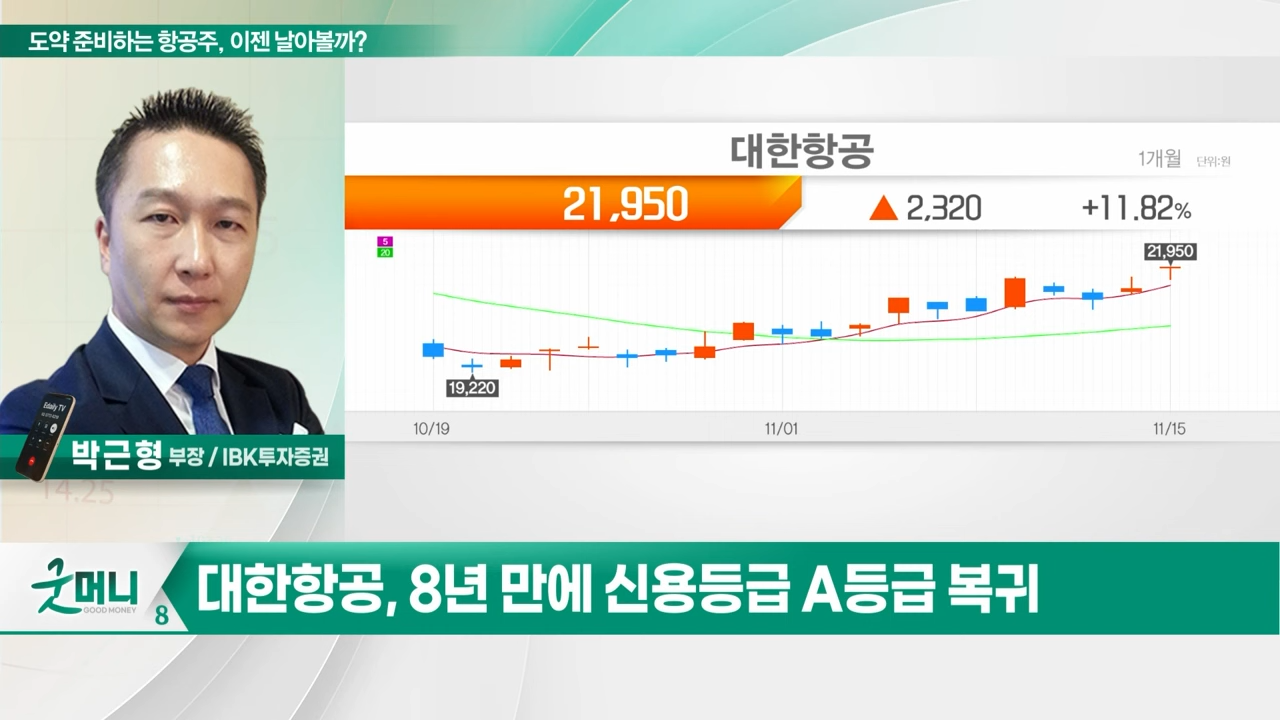 도약 준비하는 항공주, 이젠 날아볼까?
대한항공
1개월 단위:원
21,950 ▲ 2,320 +11.82%
5
20
21,950
19,220
10/19 11/01 11/15
Edaily TV
박근형 부장 / IBK투자증권
14.25
굿머니
GOOD MONEY
8
대한항공, 8년 만에 신용등급 A등급 복귀